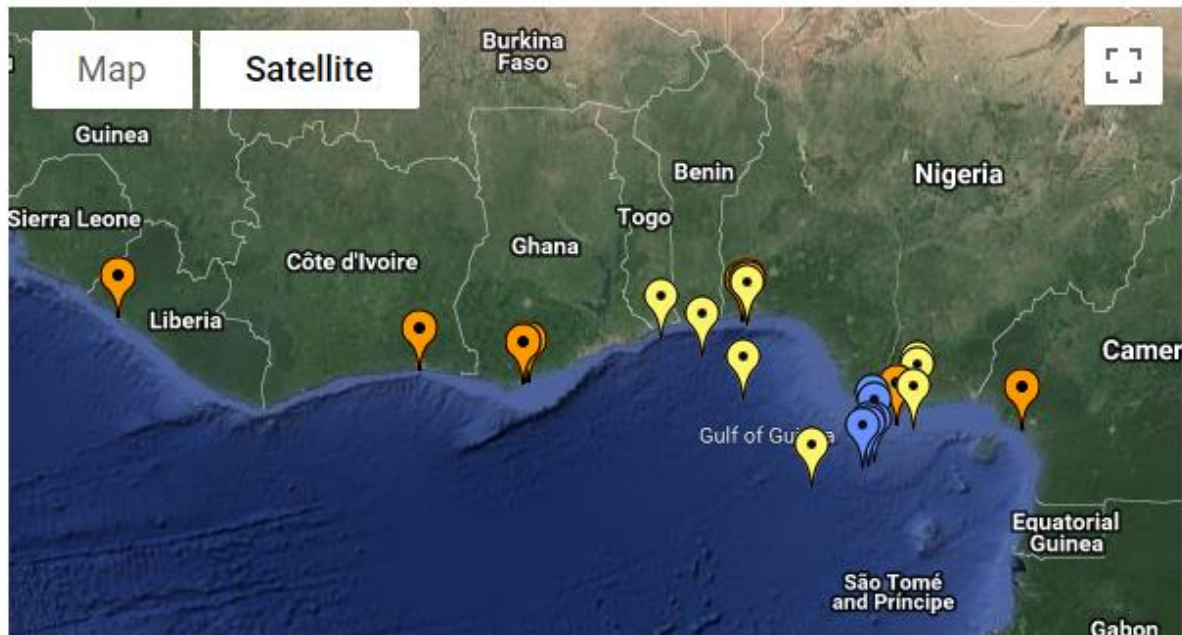 Map
Satellite
Burkina
Faso
Guinea
Benin
Nigeria
Sierra Leone
Togo
Ghana
Côte d'Ivoire
Liberia
Camer
Gulf of Gui a
Equatorial
Guinea
São Tomé
and Príncipe
Gabon